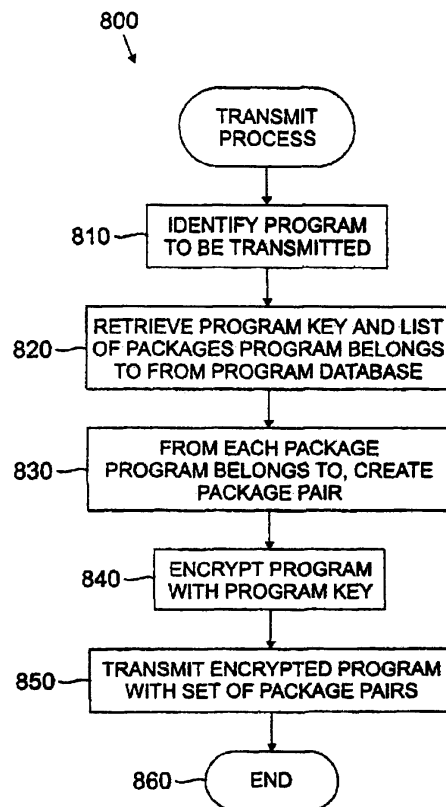 800
TRANSMIT
PROCESS
810
IDENTIFY PROGRAM
TO BE TRANSMITTED
820
RETRIEVE PROGRAM KEY AND LIST
OF PACKAGES PROGRAM BELONGS
TO FROM PROGRAM DATABASE
830
FROM EACH PACKAGE
PROGRAM BELONGS TO, CREATE
PACKAGE PAIR
840
ENCRYPT PROGRAM
WITH PROGRAM KEY
850
TRANSMIT ENCRYPTED PROGRAM
WITH SET OF PACKAGE PAIRS
860
END